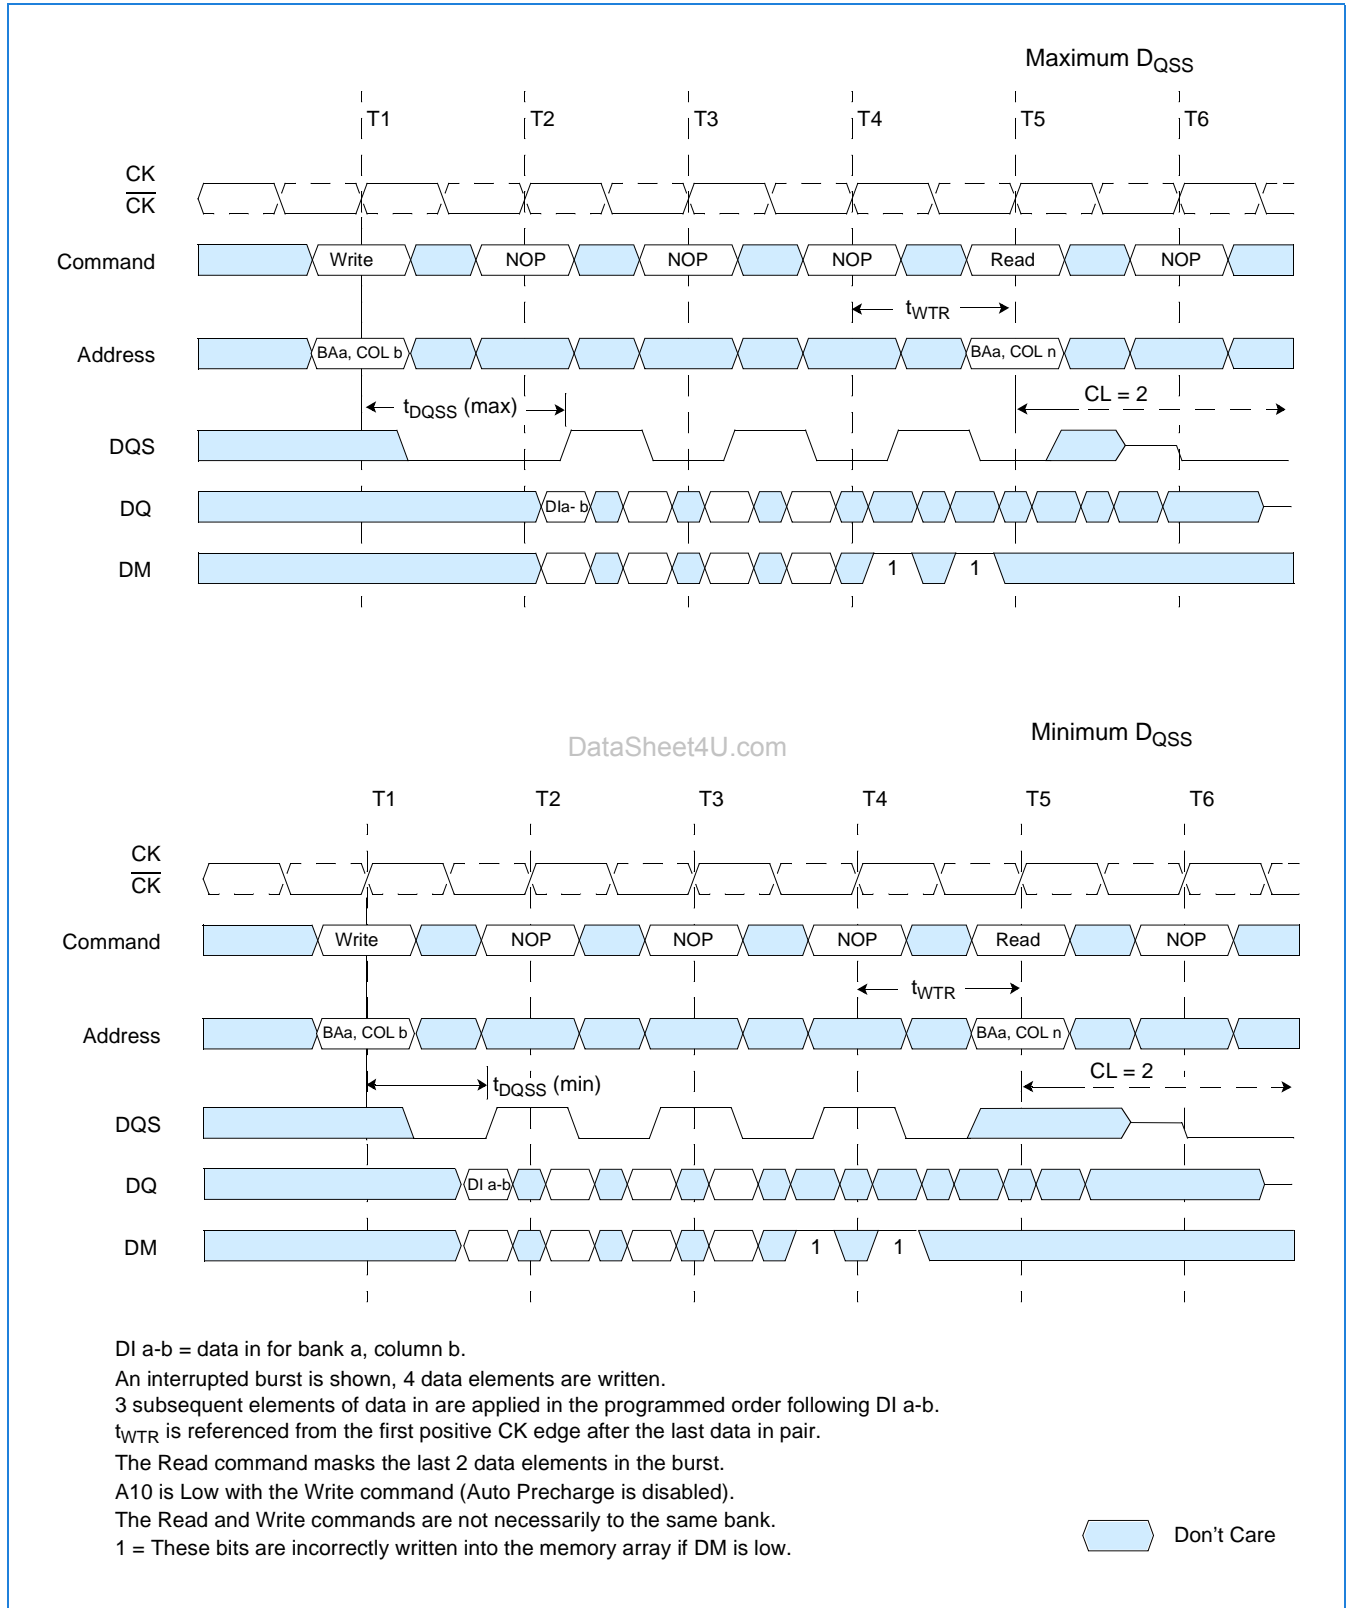 Maximum DQSS
T1 T2 T3 T4 T5 T6
CK
CK
Command Write NOP NOP NOP Read NOP
tWTR
Address BAa, COL b BAa, COL n
tDQSS (max) CL = 2
DQS
DQ DIa- b
DM 1 1
Minimum DQSS
DataSheet4U.com
T1 T2 T3 T4 T5 T6
CK
CK
Command Write NOP NOP NOP Read NOP
tWTR
Address BAa, COL b BAa, COL n
tDQSS (min) CL = 2
DQS
DQ DI a-b
DM 1 1
DI a-b = data in for bank a, column b.
An interrupted burst is shown, 4 data elements are written.
3 subsequent elements of data in are applied in the programmed order following DI a-b.
tWTR is referenced from the first positive CK edge after the last data in pair.
The Read command masks the last 2 data elements in the burst.
A10 is Low with the Write command (Auto Precharge is disabled).
The Read and Write commands are not necessarily to the same bank.
1 = These bits are incorrectly written into the memory array if DM is low.
Don't Care